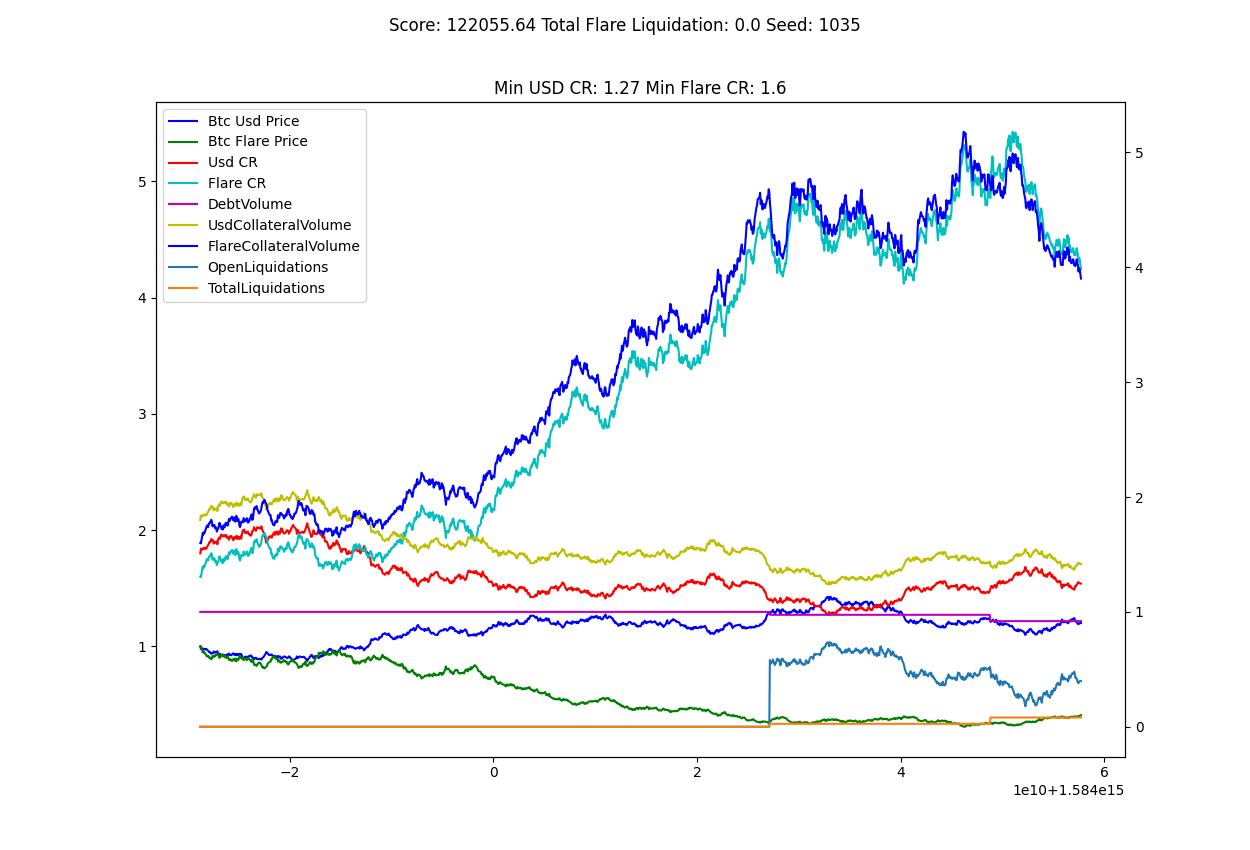 Score: 122055.64 Total Flare Liquidation: 0.0 Seed: 1035
Min USD CR: 1.27 Min Flare CR: 1.6
Btc Usd Price
Btc Flare Price
Usd CR
Flare CR
DebtVolume
UsdCollateralVolume
FlareCollateralVolume
OpenLiquidations
TotalLiquidations
5
4
3
2
1
5
4
3
2
1
0
−2 0 2 4 6
1e10+1.584e15